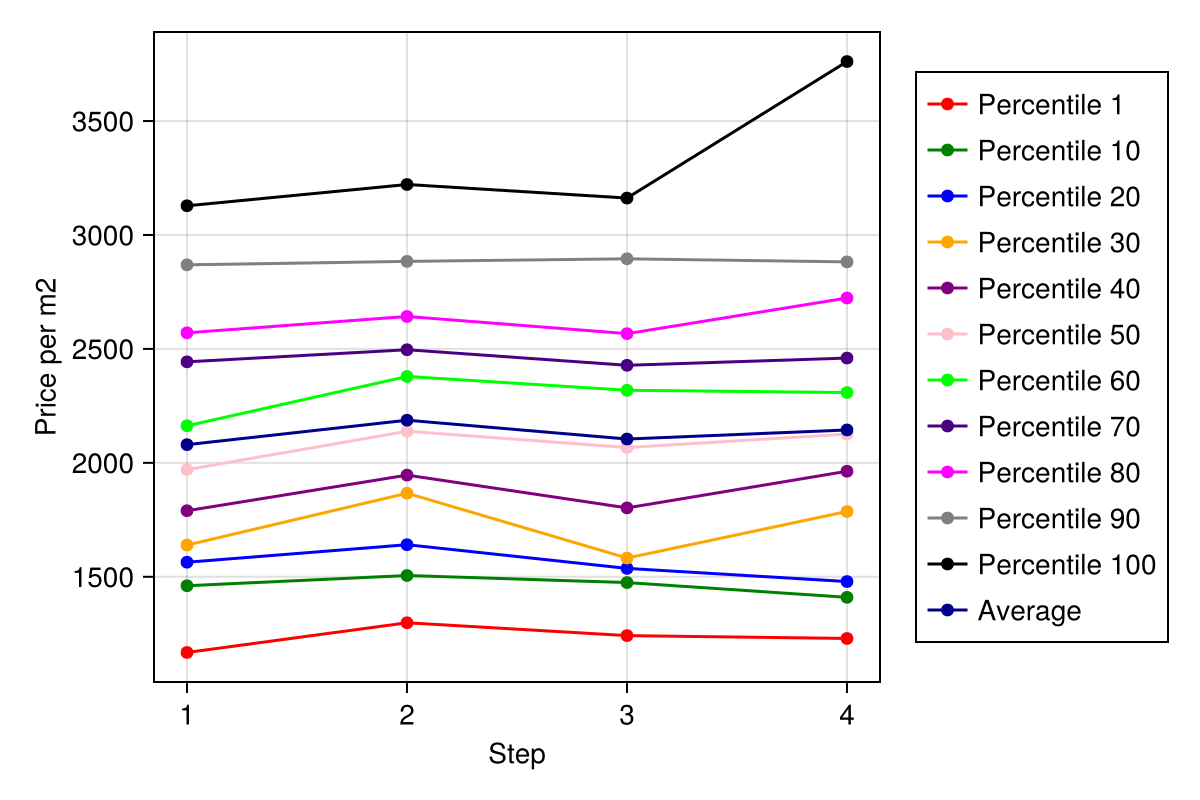 3500
3000
2500
2000
1500
Price per m2
1
2
3
4
Step
Percentile 1
Percentile 10
Percentile 20
Percentile 30
Percentile 40
Percentile 50
Percentile 60
Percentile 70
Percentile 80
Percentile 90
Percentile 100
Average